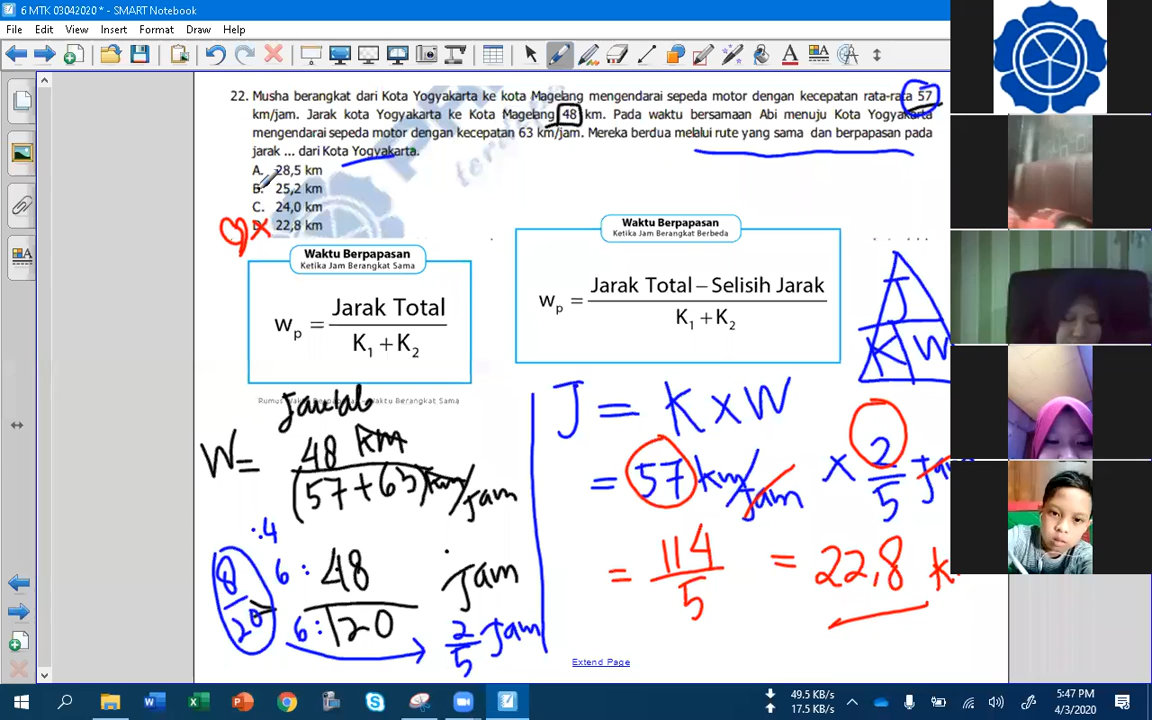 6 MTK 03042020 * - SMART Notebook
File Edit View Insert Format Draw Help
22. Musha berangkat dari Kota Yogyakarta ke kota Magelang mengendarai sepeda motor dengan kecepatan rata-rata 57
km/jam. Jarak kota Yogyakarta ke Kota Magelang 48 km. Pada waktu bersamaan Abi menuju Kota Yogyakarta
mengendarai sepeda motor dengan kecepatan 63 km/jam. Mereka berdua melalui rute yang sama dan berpapasan pada
jarak ... dari Kota Yogyakarta.
A. 28,5 km
B. 25,2 km
C. 24,0 km
D. 22,8 km
Waktu Berpapasan
Ketika Jam Berangkat Sama
wp = Jarak Total
K1 + K2
Waktu Berpapasan
Ketika Jam Berangkat Berbeda
wp = Jarak Total – Selisih Jarak
K1 + K2
J
K W
W= 48 km
(57+63) km/jam
:4
8
20
6: 48 Jam
6: 120
2
5 Jam
J = K x W
= 57 km/jam x 2
5
= 114
5
= 22,8
Extend Page
49.5 KB/s
17.5 KB/s
5:47 PM
4/3/2020